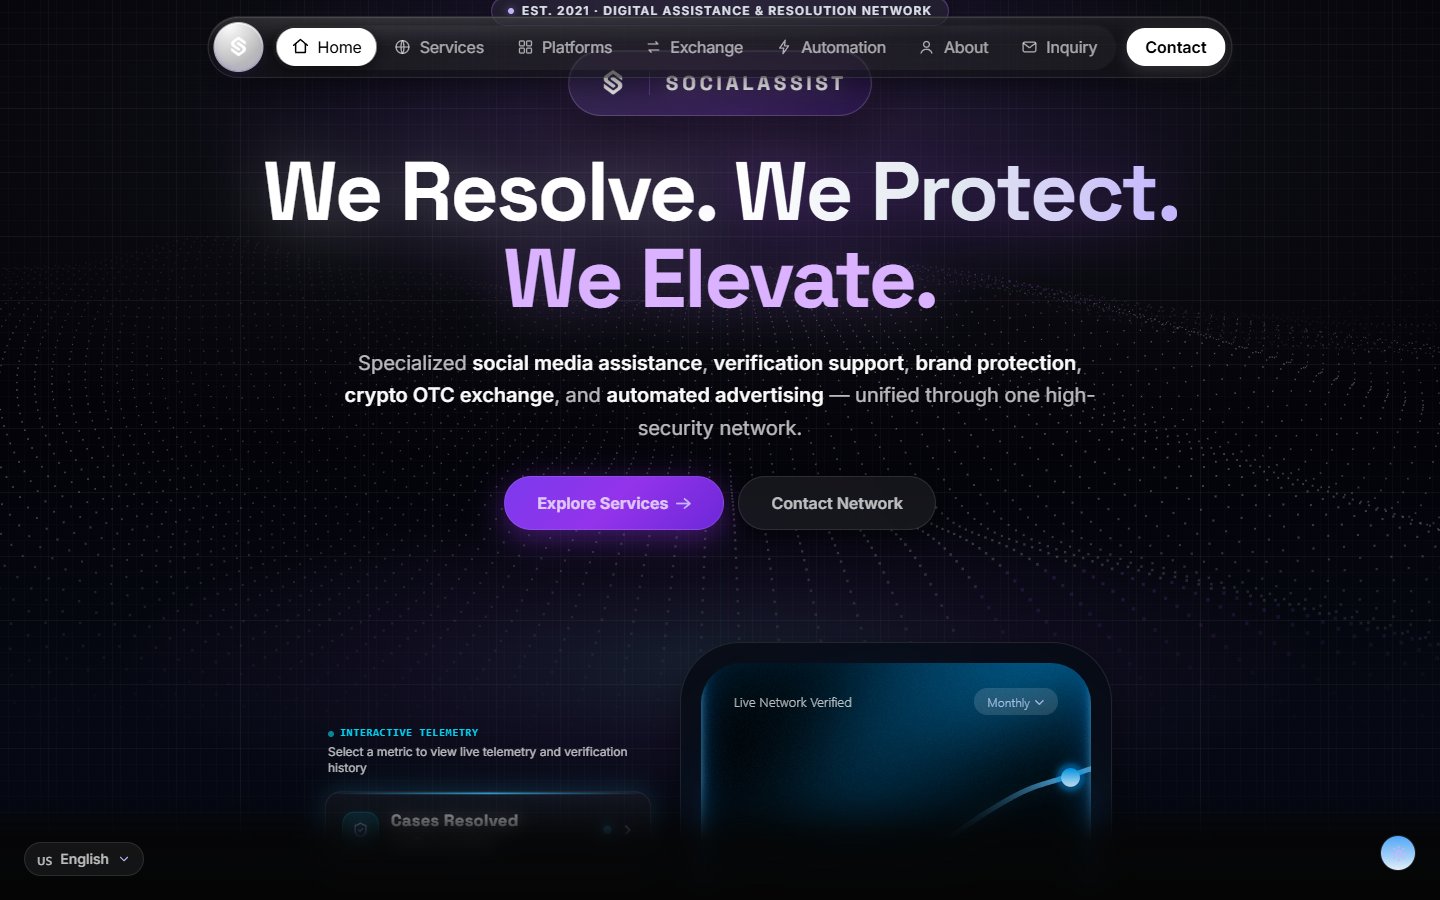 EST. 2021 · DIGITAL ASSISTANCE & RESOLUTION NETWORK
Home Services Platforms Exchange Automation About Inquiry Contact
SOCIALASSIST
We Resolve. We Protect.
We Elevate.
Specialized social media assistance, verification support, brand protection,
crypto OTC exchange, and automated advertising — unified through one high-
security network.
Explore Services → Contact Network
Live Network Verified Monthly
INTERACTIVE TELEMETRY
Select a metric to view live telemetry and verification
history
Cases Resolved
US English